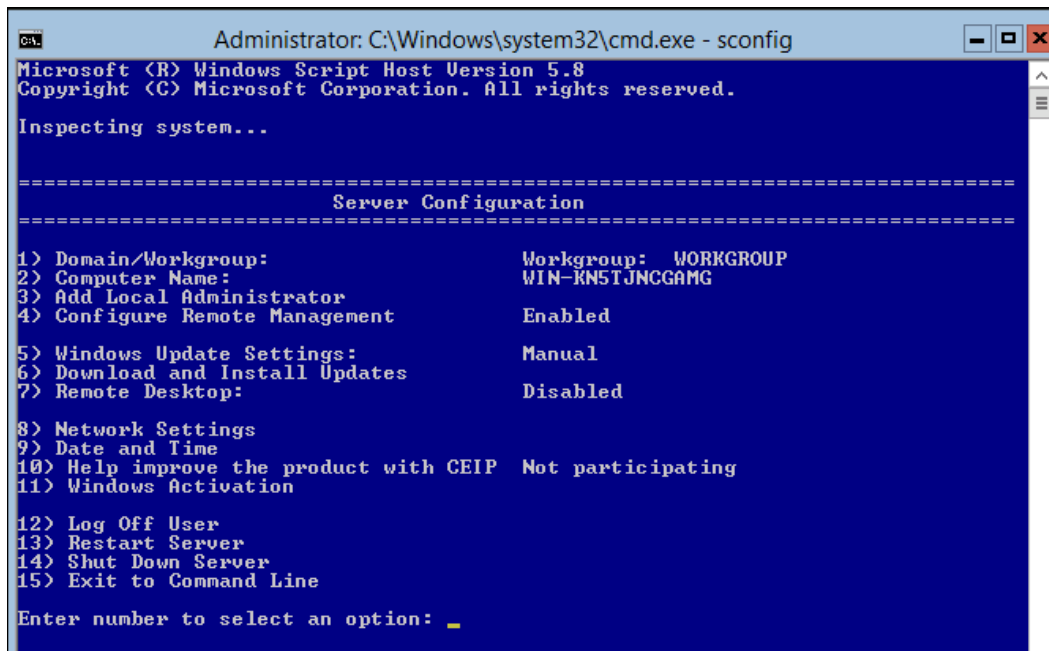 Administrator: C:\Windows\system32\cmd.exe - sconfig
Microsoft (R) Windows Script Host Version 5.8
Copyright (C) Microsoft Corporation. All rights reserved.
Inspecting system...
===============================================================================
Server Configuration
===============================================================================
1) Domain/Workgroup: Workgroup: WORKGROUP
2) Computer Name: WIN-KN5TJNCGAMG
3) Add Local Administrator
4) Configure Remote Management Enabled
5) Windows Update Settings: Manual
6) Download and Install Updates
7) Remote Desktop: Disabled
8) Network Settings
9) Date and Time
10) Help improve the product with CEIP Not participating
11) Windows Activation
12) Log Off User
13) Restart Server
14) Shut Down Server
15) Exit to Command Line
Enter number to select an option: _